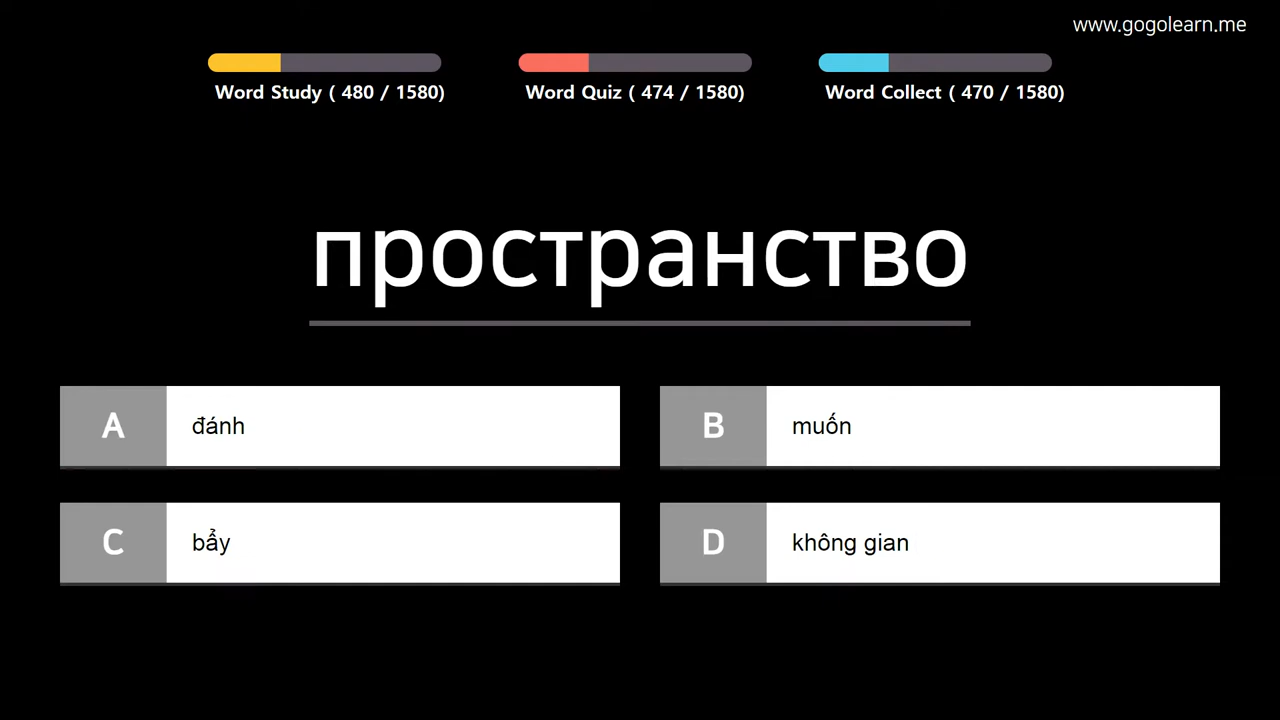 www.gogolearn.me
Word Study ( 480 / 1580)
Word Quiz ( 474 / 1580)
Word Collect ( 470 / 1580)
пространство
A đánh
B muốn
C bẩy
D không gian